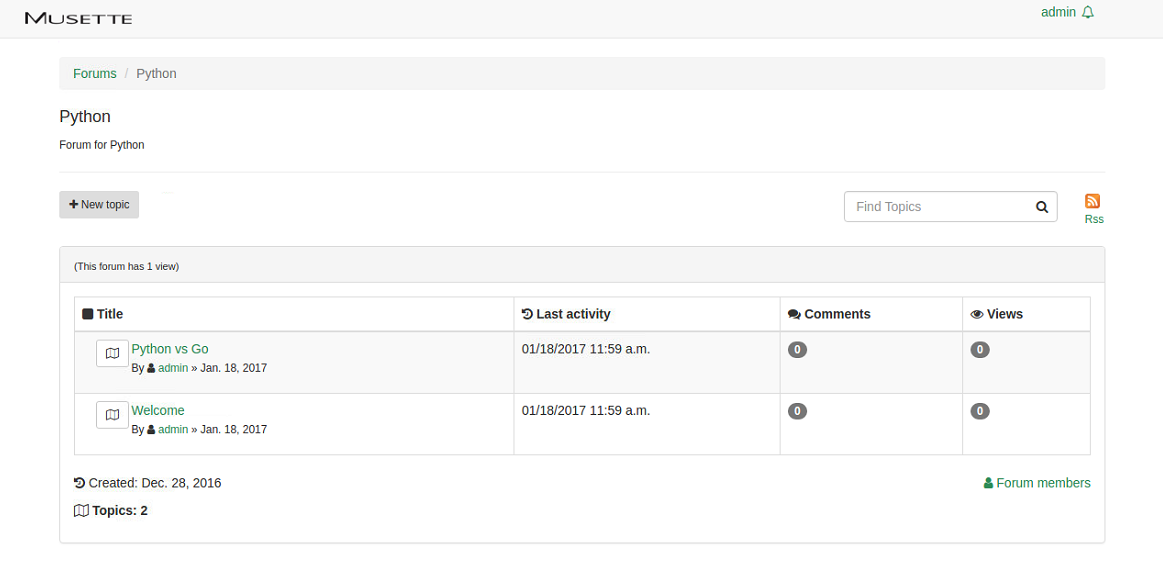 MUSETTE
admin
Forums / Python
Python
Forum for Python
New topic
Find Topics
Rss
(This forum has 1 view)
Title Last activity Comments Views
Python vs Go 01/18/2017 11:59 a.m. 0 0
By admin » Jan. 18, 2017
Welcome 01/18/2017 11:59 a.m. 0 0
By admin » Jan. 18, 2017
Created: Dec. 28, 2016 Forum members
Topics: 2